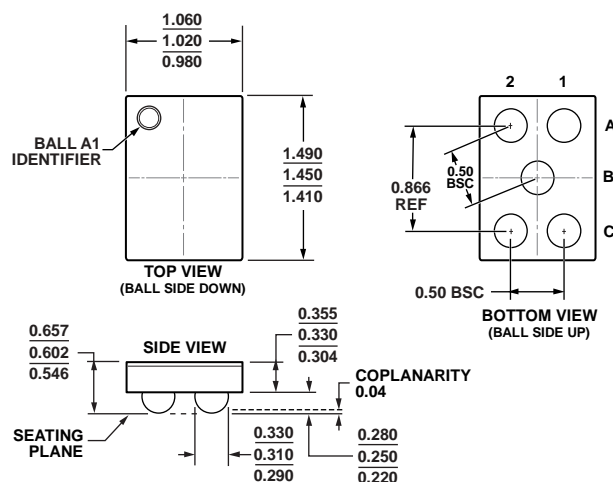 1.060
1.020
0.980
BALL A1
IDENTIFIER
1.490
1.450
1.410
TOP VIEW
(BALL SIDE DOWN)
2 1
A
B
C
0.50
BSC
0.866
REF
0.50 BSC
BOTTOM VIEW
(BALL SIDE UP)
0.657
0.602
0.546
SIDE VIEW
0.355
0.330
0.304
COPLANARITY
0.04
SEATING
PLANE
0.330
0.310
0.290
0.280
0.250
0.220